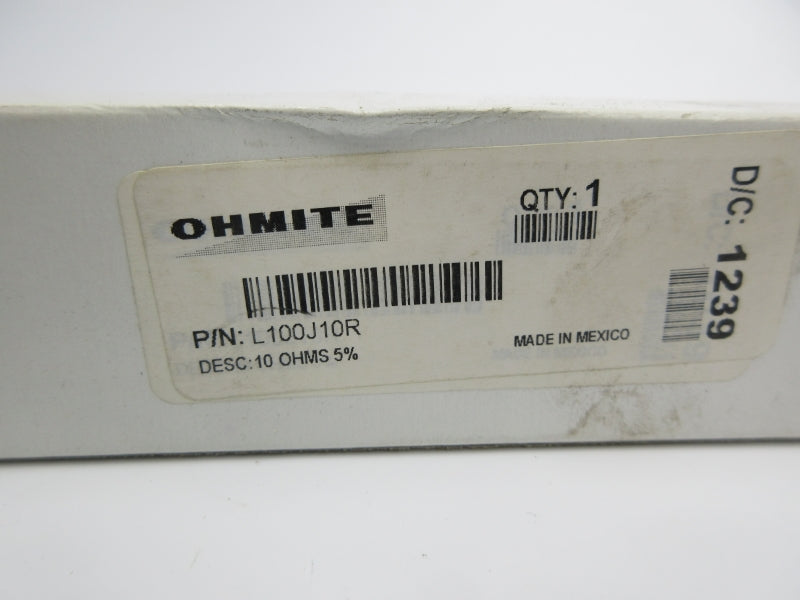 OHMITE
QTY: 1
D/C: 1239
P/N: L100J10R
DESC:10 OHMS 5%
MADE IN MEXICO